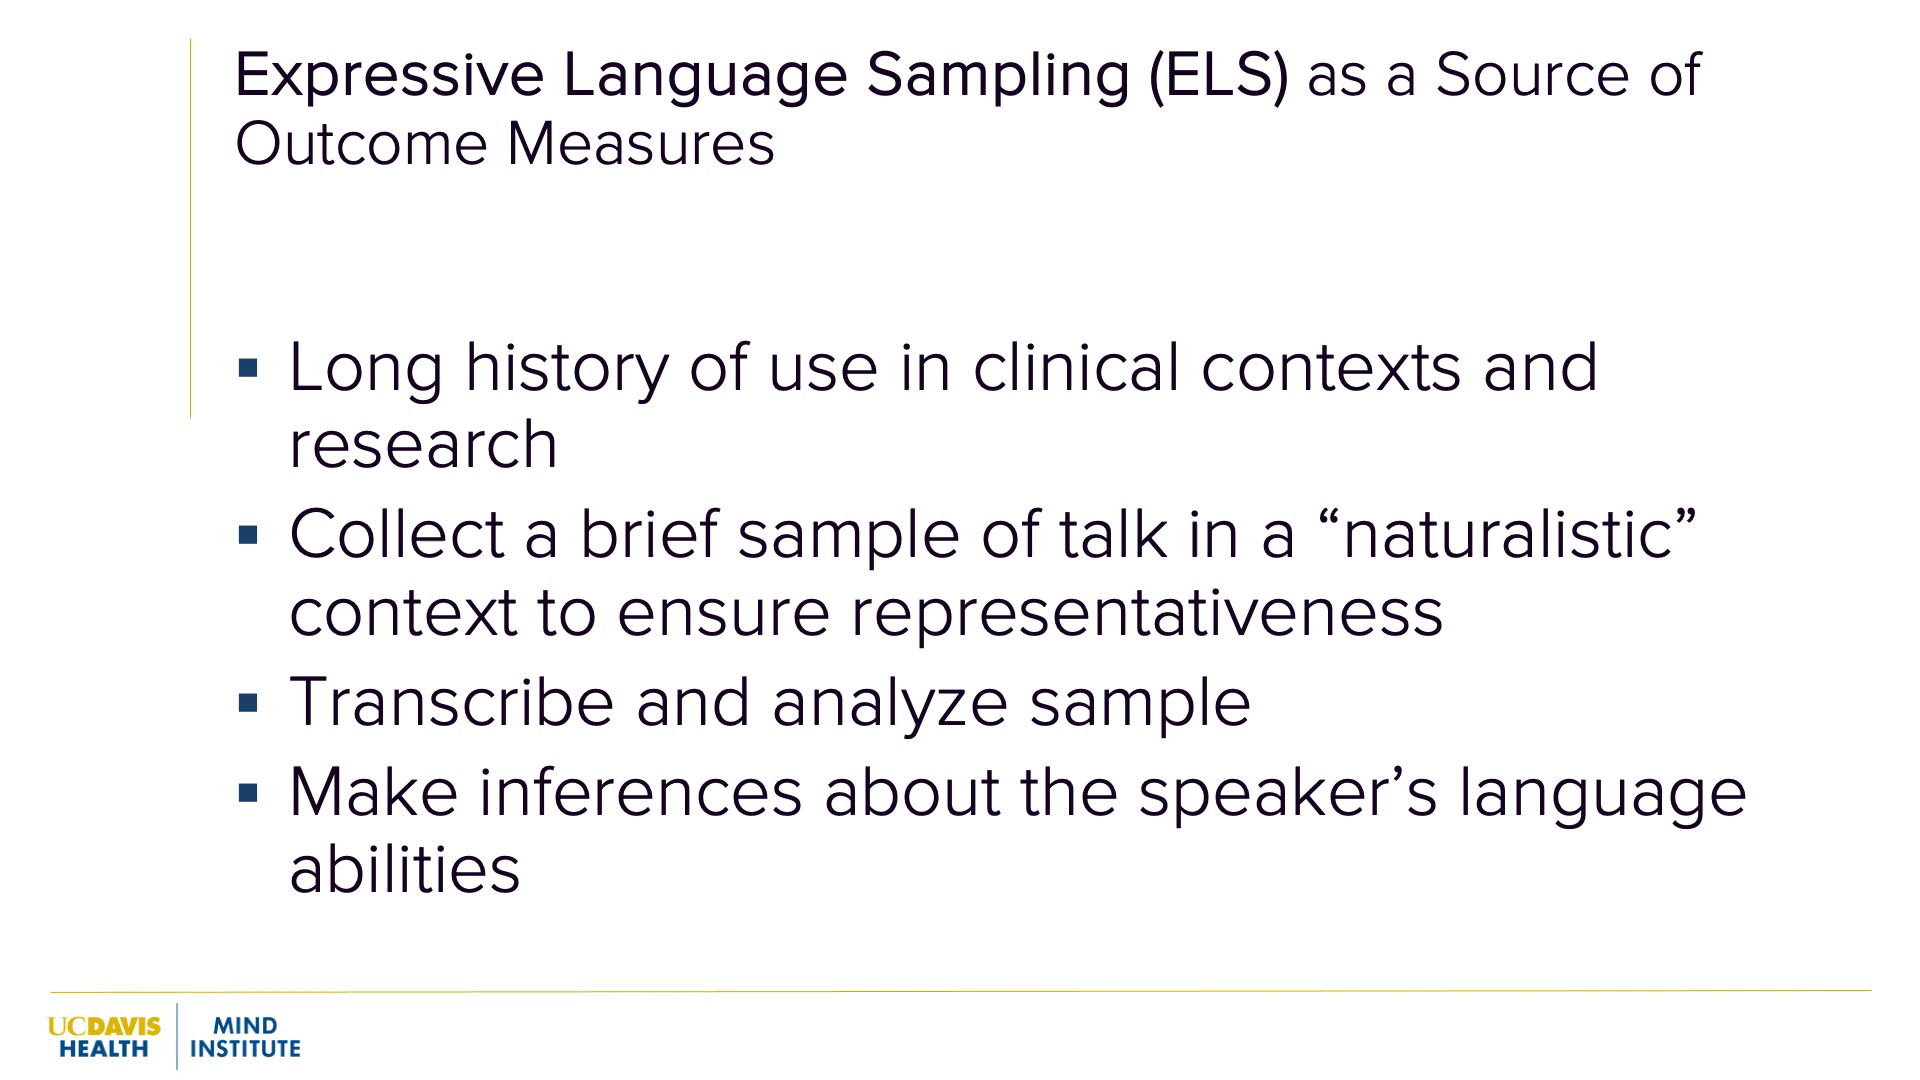 Expressive Language Sampling (ELS) as a Source of
Outcome Measures
▪ Long history of use in clinical contexts and
research
▪ Collect a brief sample of talk in a “naturalistic”
context to ensure representativeness
▪ Transcribe and analyze sample
▪ Make inferences about the speaker’s language
abilities
UCDAVIS
HEALTH
MIND
INSTITUTE